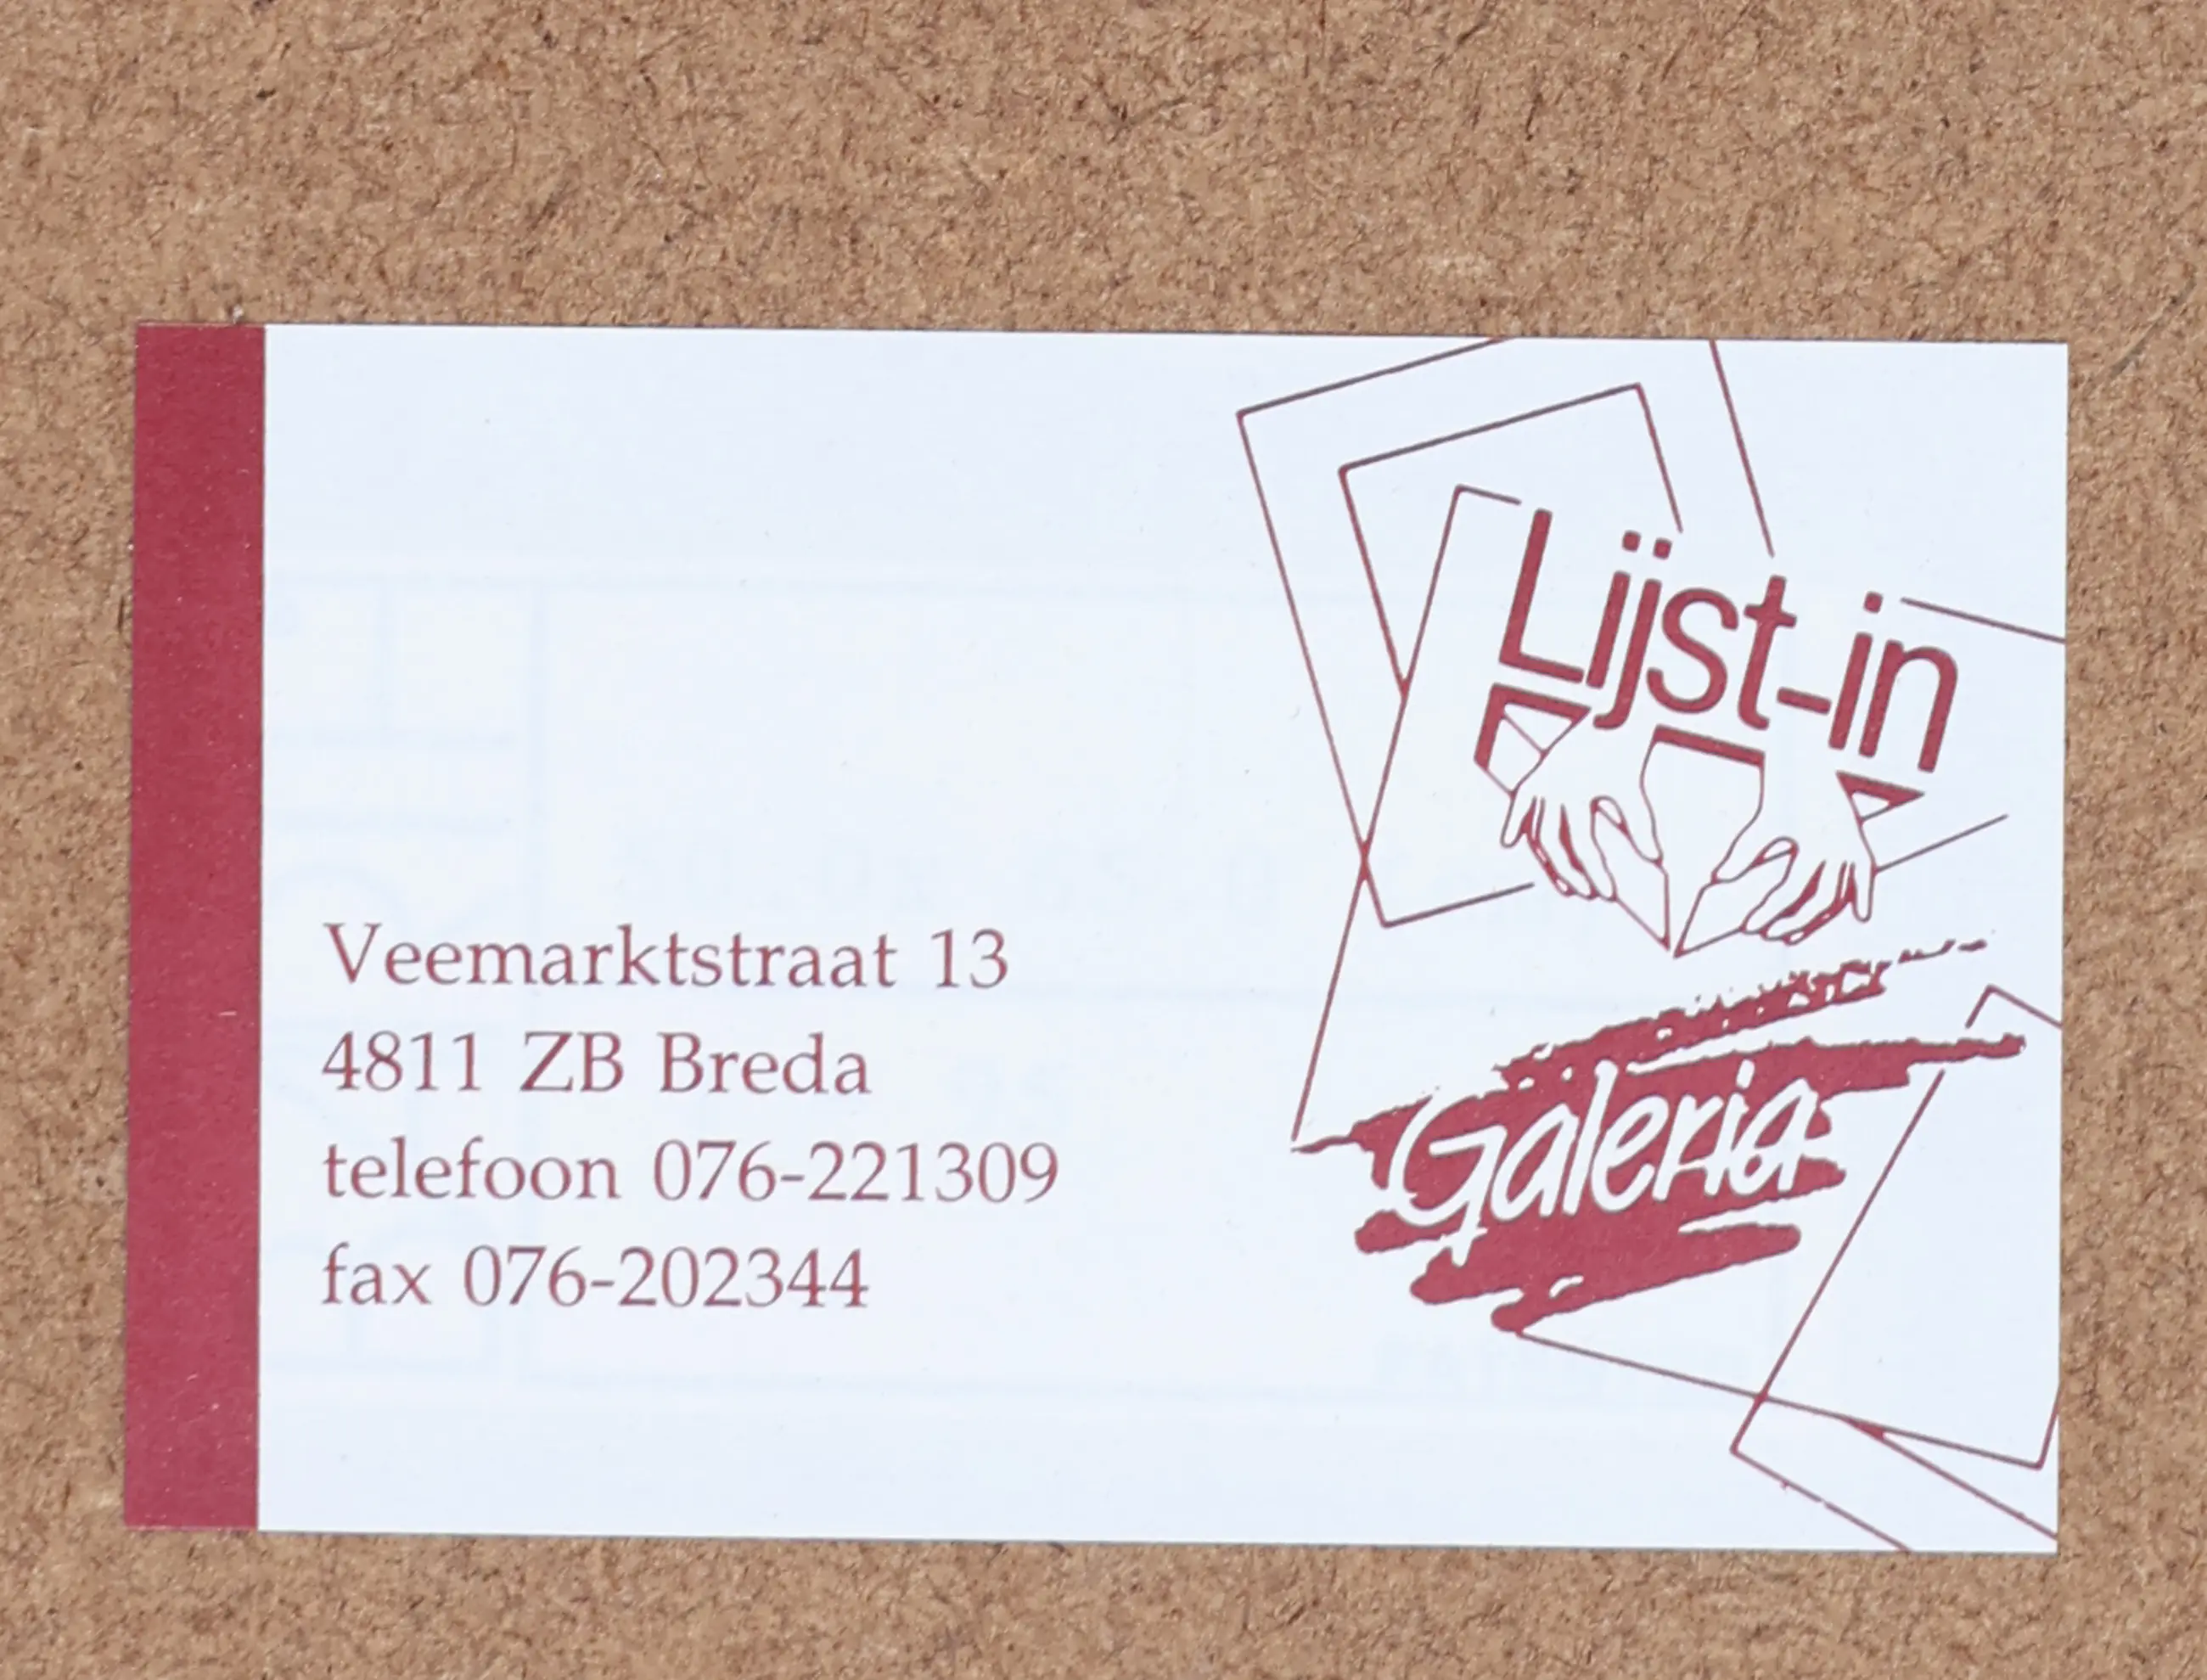 Lijst-in
Galeria
Veemarktstraat 13
4811 ZB Breda
telefoon 076-221309
fax 076-202344